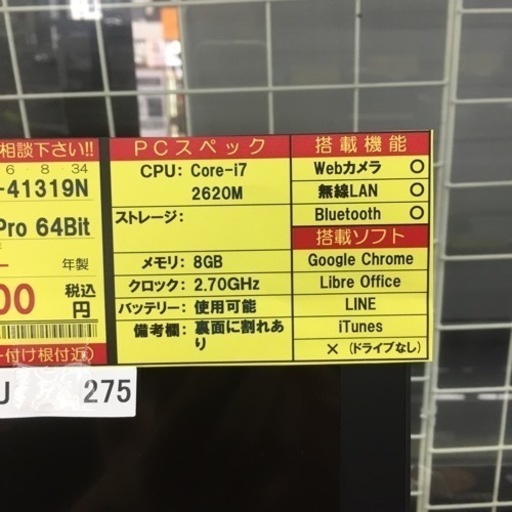 相談下さい!!
6 - 8 - 34
-41319N
Pro 64Bit
年製
00 税込
円
付け根付近)
U 275
PCスペック
CPU: Core-i7
2620M
ストレージ:
メモリ: 8GB
クロック: 2.70GHz
バッテリー: 使用可能
備考欄: 裏面に割れあ
り
搭載機能
Webカメラ 〇
無線LAN 〇
Bluetooth 〇
搭載ソフト
Google Chrome
Libre Office
LINE
iTunes
× (ドライブなし)